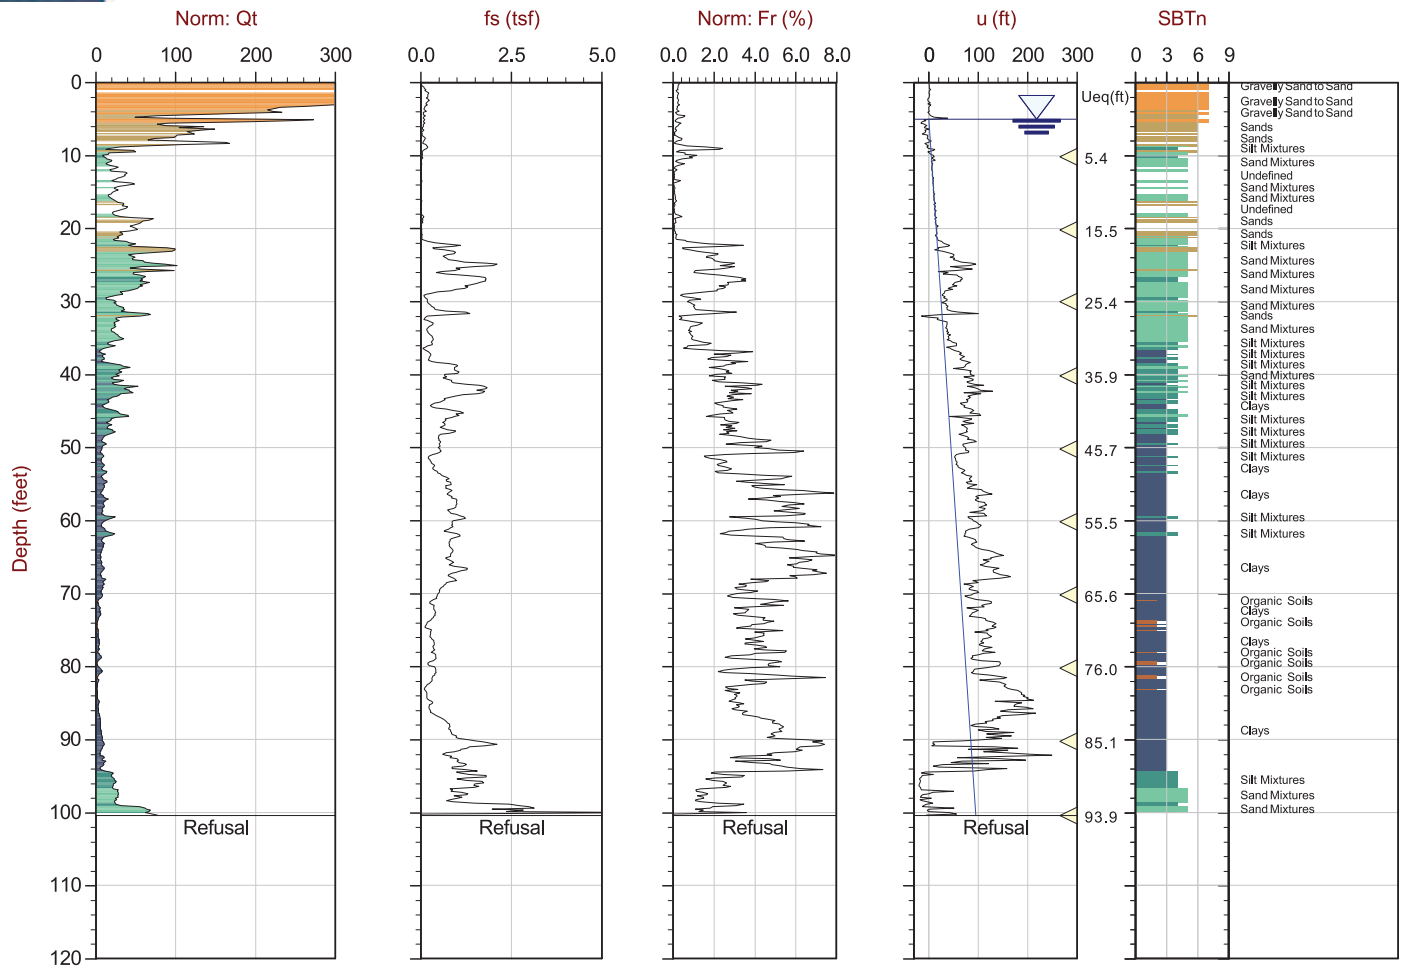 Norm: Qt
fs (tsf)
Norm: Fr (%)
u (ft)
SBTn
0 100 200 300
0.0 2.5 5.0
0.0 2.0 4.0 6.0 8.0
0 100 200 300
0 3 6 9
Depth (feet)
0
10
20
30
40
50
60
70
80
90
100
110
120
Refusal
Refusal
Refusal
Refusal
Ueq(ft)
5.4
15.5
25.4
35.9
45.7
55.5
65.6
76.0
85.1
93.9
Gravelly Sand to Sand
Gravelly Sand to Sand
Gravelly Sand to Sand
Sands
Sands
Silt Mixtures
Sand Mixtures
Undefined
Sand Mixtures
Sand Mixtures
Undefined
Sands
Sands
Silt Mixtures
Sand Mixtures
Sand Mixtures
Sand Mixtures
Sand Mixtures
Sands
Sand Mixtures
Silt Mixtures
Silt Mixtures
Silt Mixtures
Sand Mixtures
Silt Mixtures
Silt Mixtures
Clays
Silt Mixtures
Silt Mixtures
Silt Mixtures
Clays
Clays
Silt Mixtures
Silt Mixtures
Clays
Organic Soils
Clays
Organic Soils
Clays
Organic Soils
Organic Soils
Organic Soils
Organic Soils
Clays
Silt Mixtures
Sand Mixtures
Sand Mixtures